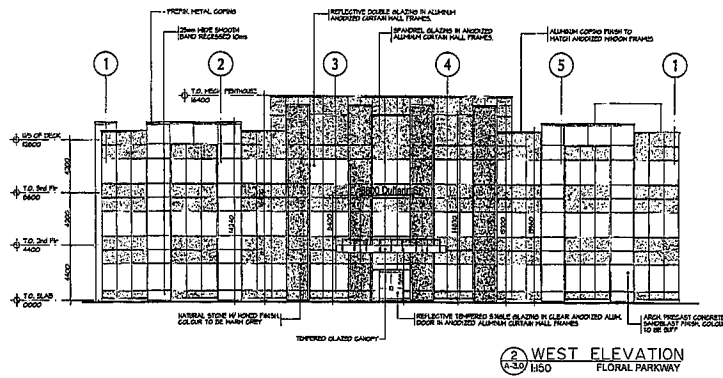 PREFIN. METAL COPING
25mm WIDE SMOOTH
BAND RECESSED 10mm
REFLECTIVE DOUBLE GLAZING IN ALUMINUM
ANODIZED CURTAIN WALL FRAMES.
SPANDREL GLAZING IN ANODIZED
ALUMINUM CURTAIN WALL FRAMES.
ALUMINUM COPING FINISH TO
MATCH ANODIZED WINDOW FRAMES
1 2 3 4 5 1
T.O. MECH. PENTHOUSE
16400
U/S OF DECK
T.O. 3rd Flr
T.O. 2nd Flr
4400
4400
T.O. SLAB
0000
Dufferin St
NATURAL STONE W/ HONED FINISH
COLOUR TO BE WARM GREY
TEMPERED GLAZED CANOPY
REFLECTIVE TEMPERED SINGLE GLAZING IN CLEAR ANODIZED ALUM.
DOOR IN ANODIZED ALUMINUM CURTAIN WALL FRAMES
ARCH. PRECAST CONCRETE
SANDBLAST FINISH, COLOUR
TO BE BUFF
2 WEST ELEVATION
A-3.0 1:150 FLORAL PARKWAY